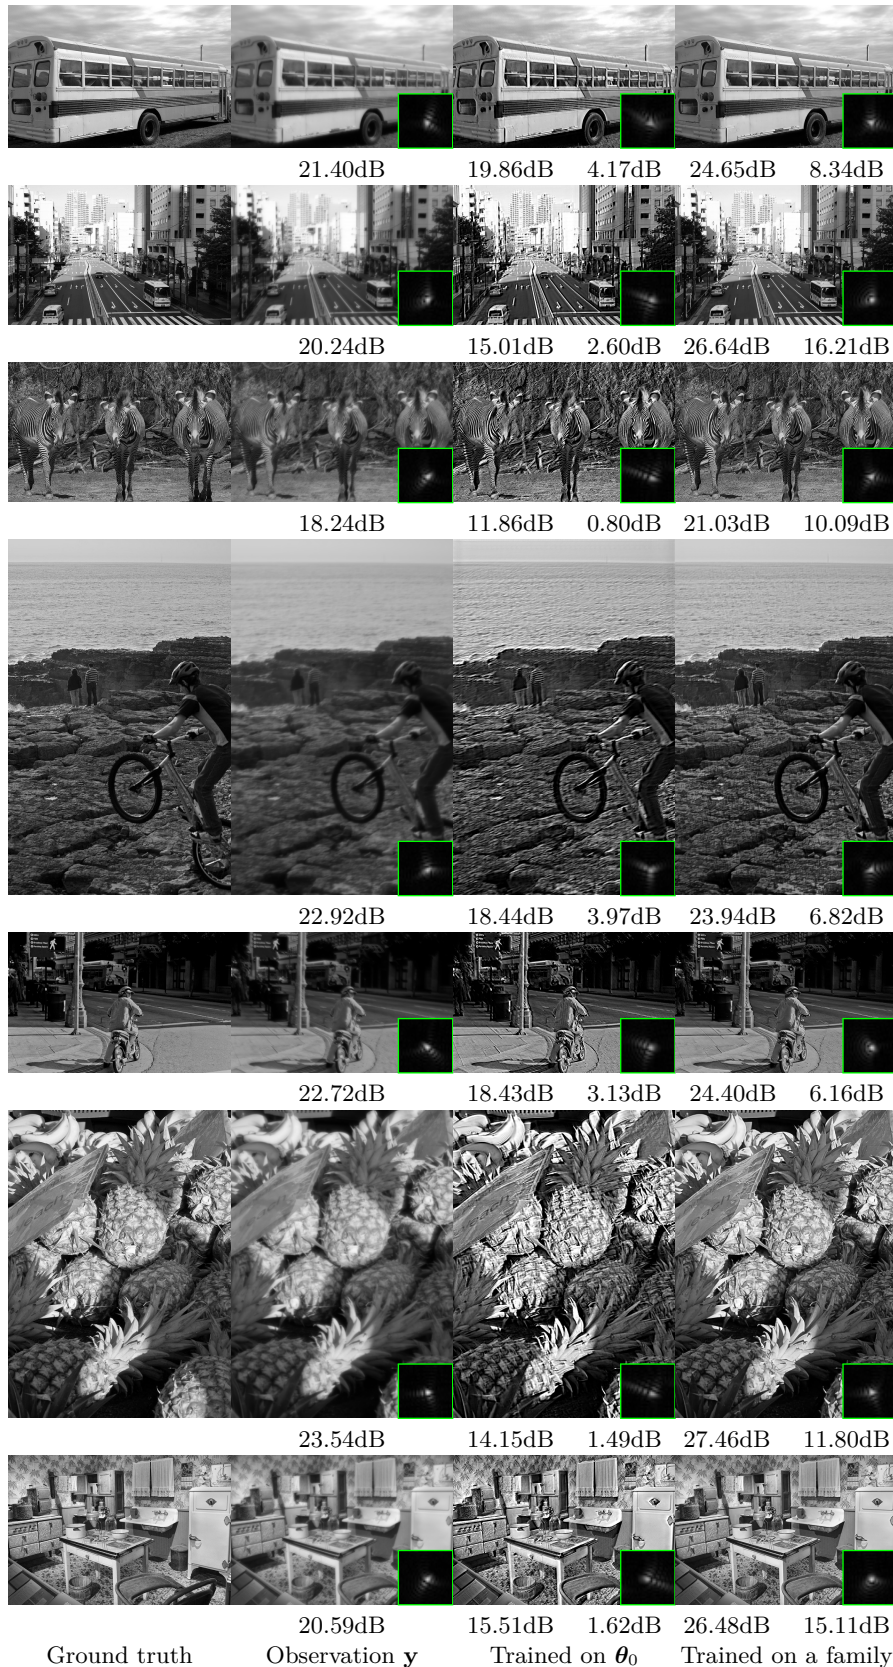 21.40dB 19.86dB 4.17dB 24.65dB 8.34dB
20.24dB 15.01dB 2.60dB 26.64dB 16.21dB
18.24dB 11.86dB 0.80dB 21.03dB 10.09dB
22.92dB 18.44dB 3.97dB 23.94dB 6.82dB
22.72dB 18.43dB 3.13dB 24.40dB 6.16dB
23.54dB 14.15dB 1.49dB 27.46dB 11.80dB
20.59dB 15.51dB 1.62dB 26.48dB 15.11dB
Ground truth Observation y Trained on θ₀ Trained on a family